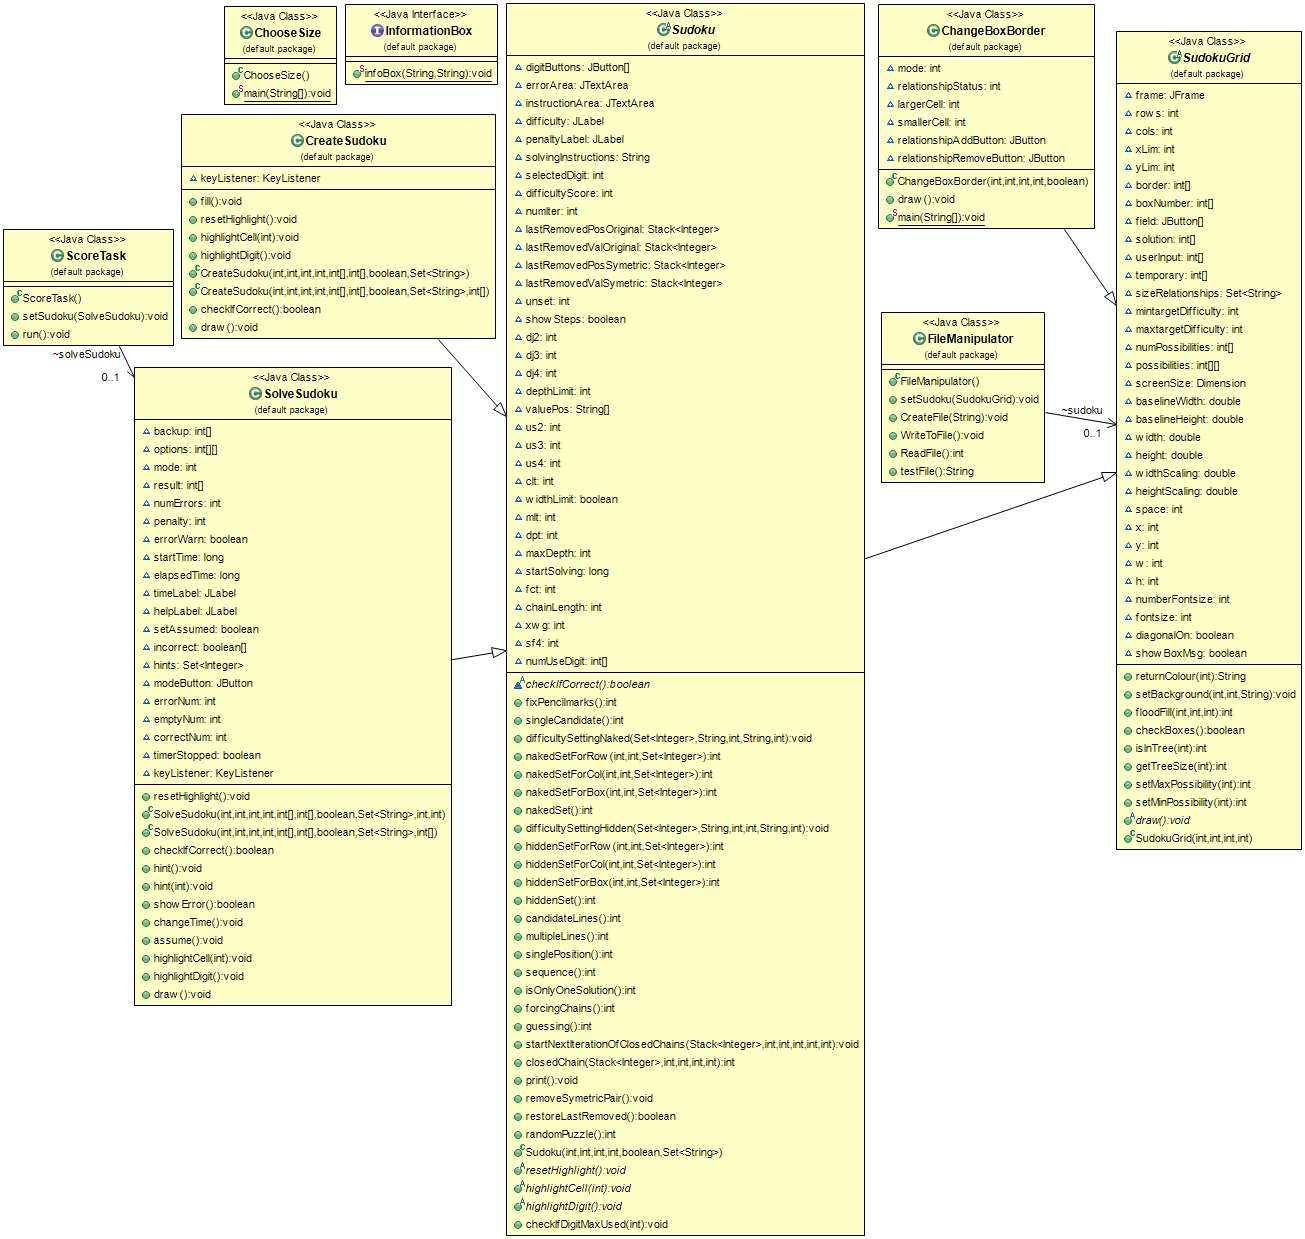 <<Java Class>>
ChooseSize
(default package)
ChooseSize()
main(String[]):void
<<Java Interface>>
InformationBox
(default package)
infoBox(String,String):void
<<Java Class>>
CreateSudoku
(default package)
keyListener: KeyListener
fill():void
resetHighlight():void
highlightCell(int):void
highlightDigit():void
CreateSudoku(int,int,int,int,int[],int[],boolean,Set<String>)
CreateSudoku(int,int,int,int,int[],int[],boolean,Set<String>,int[])
checkIfCorrect():boolean
draw():void
<<Java Class>>
ScoreTask
(default package)
ScoreTask()
setSudoku(SolveSudoku):void
run():void
~solveSudoku
0..1
<<Java Class>>
SolveSudoku
(default package)
backup: int[]
options: int[][]
mode: int
result: int[]
numErrors: int
penalty: int
errorWarn: boolean
startTime: long
elapsedTime: long
timeLabel: JLabel
helpLabel: JLabel
setAssumed: boolean
incorrect: boolean[]
hints: Set<Integer>
modeButton: JButton
errorNum: int
emptyNum: int
correctNum: int
timerStopped: boolean
keyListener: KeyListener
resetHighlight():void
SolveSudoku(int,int,int,int,int[],int[],boolean,Set<String>,int,int)
SolveSudoku(int,int,int,int,int[],int[],boolean,Set<String>,int[])
checkIfCorrect():boolean
hint():void
hint(int):void
showError():boolean
changeTime():void
assume():void
highlightCell(int):void
highlightDigit():void
draw():void
<<Java Class>>
Sudoku
(default package)
digitButtons: JButton[]
errorArea: JTextArea
instructionArea: JTextArea
difficulty: JLabel
penaltyLabel: JLabel
solvingInstructions: String
selectedDigit: int
difficultyScore: int
numIter: int
lastRemovedPosOriginal: Stack<Integer>
lastRemovedValOriginal: Stack<Integer>
lastRemovedPosSymetric: Stack<Integer>
lastRemovedValSymetric: Stack<Integer>
unset: int
showSteps: boolean
dj2: int
dj3: int
dj4: int
depthLimit: int
valuePos: String[]
us2: int
us3: int
us4: int
clt: int
widthLimit: boolean
mlt: int
dpt: int
maxDepth: int
startSolving: long
fct: int
chainLength: int
xwg: int
sf4: int
numUseDigit: int[]
checkIfCorrect():boolean
fixPencilmarks():int
singleCandidate():int
difficultySettingNaked(Set<Integer>,String,int,String,int):void
nakedSetForRow(int,int,Set<Integer>):int
nakedSetForCol(int,int,Set<Integer>):int
nakedSetForBox(int,int,Set<Integer>):int
nakedSet():int
difficultySettingHidden(Set<Integer>,String,int,int,String,int):void
hiddenSetForRow(int,int,Set<Integer>):int
hiddenSetForCol(int,int,Set<Integer>):int
hiddenSetForBox(int,int,Set<Integer>):int
hiddenSet():int
candidateLines():int
multipleLines():int
singlePosition():int
sequence():int
isOnlyOneSolution():int
forcingChains():int
guessing():int
startNextIterationOfClosedChains(Stack<Integer>,int,int,int,int,int):void
closedChain(Stack<Integer>,int,int,int,int):int
print():void
removeSymetricPair():void
restoreLastRemoved():boolean
randomPuzzle():int
Sudoku(int,int,int,int,boolean,Set<String>)
resetHighlight():void
highlightCell(int):void
highlightDigit():void
checkIfDigitMaxUsed(int):void
<<Java Class>>
ChangeBoxBorder
(default package)
mode: int
relationshipStatus: int
largerCell: int
smallerCell: int
relationshipAddButton: JButton
relationshipRemoveButton: JButton
ChangeBoxBorder(int,int,int,int,boolean)
draw():void
main(String[]):void
<<Java Class>>
FileManipulator
(default package)
FileManipulator()
setSudoku(SudokuGrid):void
CreateFile(String):void
WriteToFile():void
ReadFile():int
testFile():String
~sudoku
0..1
<<Java Class>>
SudokuGrid
(default package)
frame: JFrame
rows: int
cols: int
xLim: int
yLim: int
border: int[]
boxNumber: int[]
field: JButton[]
solution: int[]
userInput: int[]
temporary: int[]
sizeRelationships: Set<String>
mintargetDifficulty: int
maxtargetDifficulty: int
numPossibilities: int[]
possibilities: int[][]
screenSize: Dimension
baselineWidth: double
baselineHeight: double
width: double
height: double
widthScaling: double
heightScaling: double
space: int
x: int
y: int
w: int
h: int
numberFontsize: int
fontsize: int
diagonalOn: boolean
showBoxMsg: boolean
returnColour(int):String
setBackground(int,int,String):void
floodFill(int,int,int):int
checkBoxes():boolean
isInTree(int):int
getTreeSize(int):int
setMaxPossibility(int):int
setMinPossibility(int):int
draw():void
SudokuGrid(int,int,int,int)